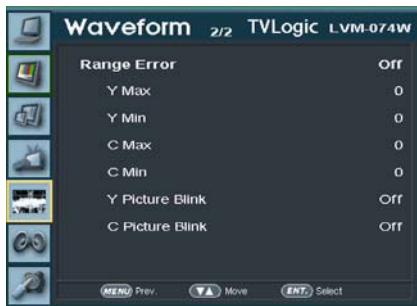 Waveform 2/2 TVLogic LVM-074W
Range Error Off
Y Max 0
Y Min 0
C Max 0
C Min 0
Y Picture Blink Off
C Picture Blink Off
MENU Prev. ▼▲ Move ENT. Select